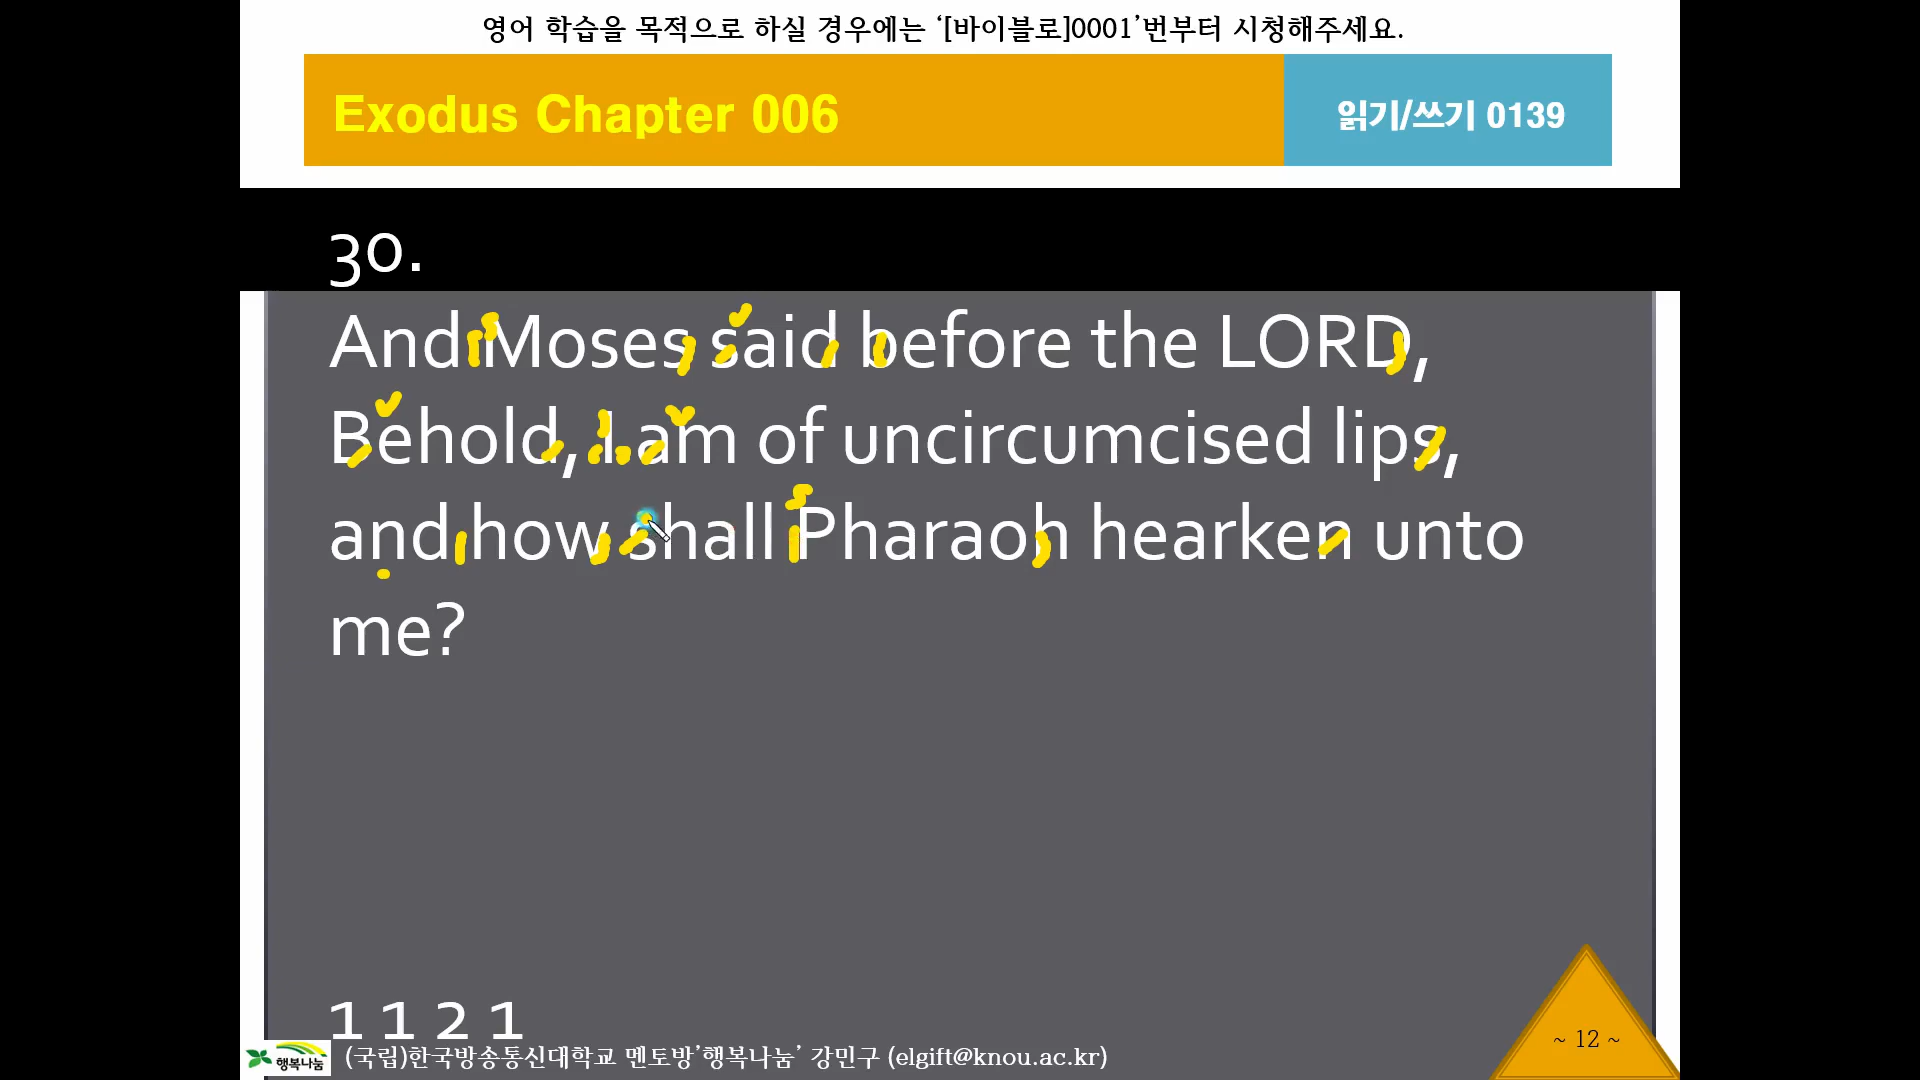 영어 학습을 목적으로 하실 경우에는 ‘[바이블로]0001’번부터 시청해주세요.
Exodus Chapter 006
읽기/쓰기 0139
30.
And Moses said before the LORD,
Behold, I am of uncircumcised lips,
and how shall Pharaoh hearken unto
me?
1 1 2 1
~ 12 ~
행복나눔
(국립)한국방송통신대학교 멘토방’행복나눔’ 강민구 (elgift@knou.ac.kr)